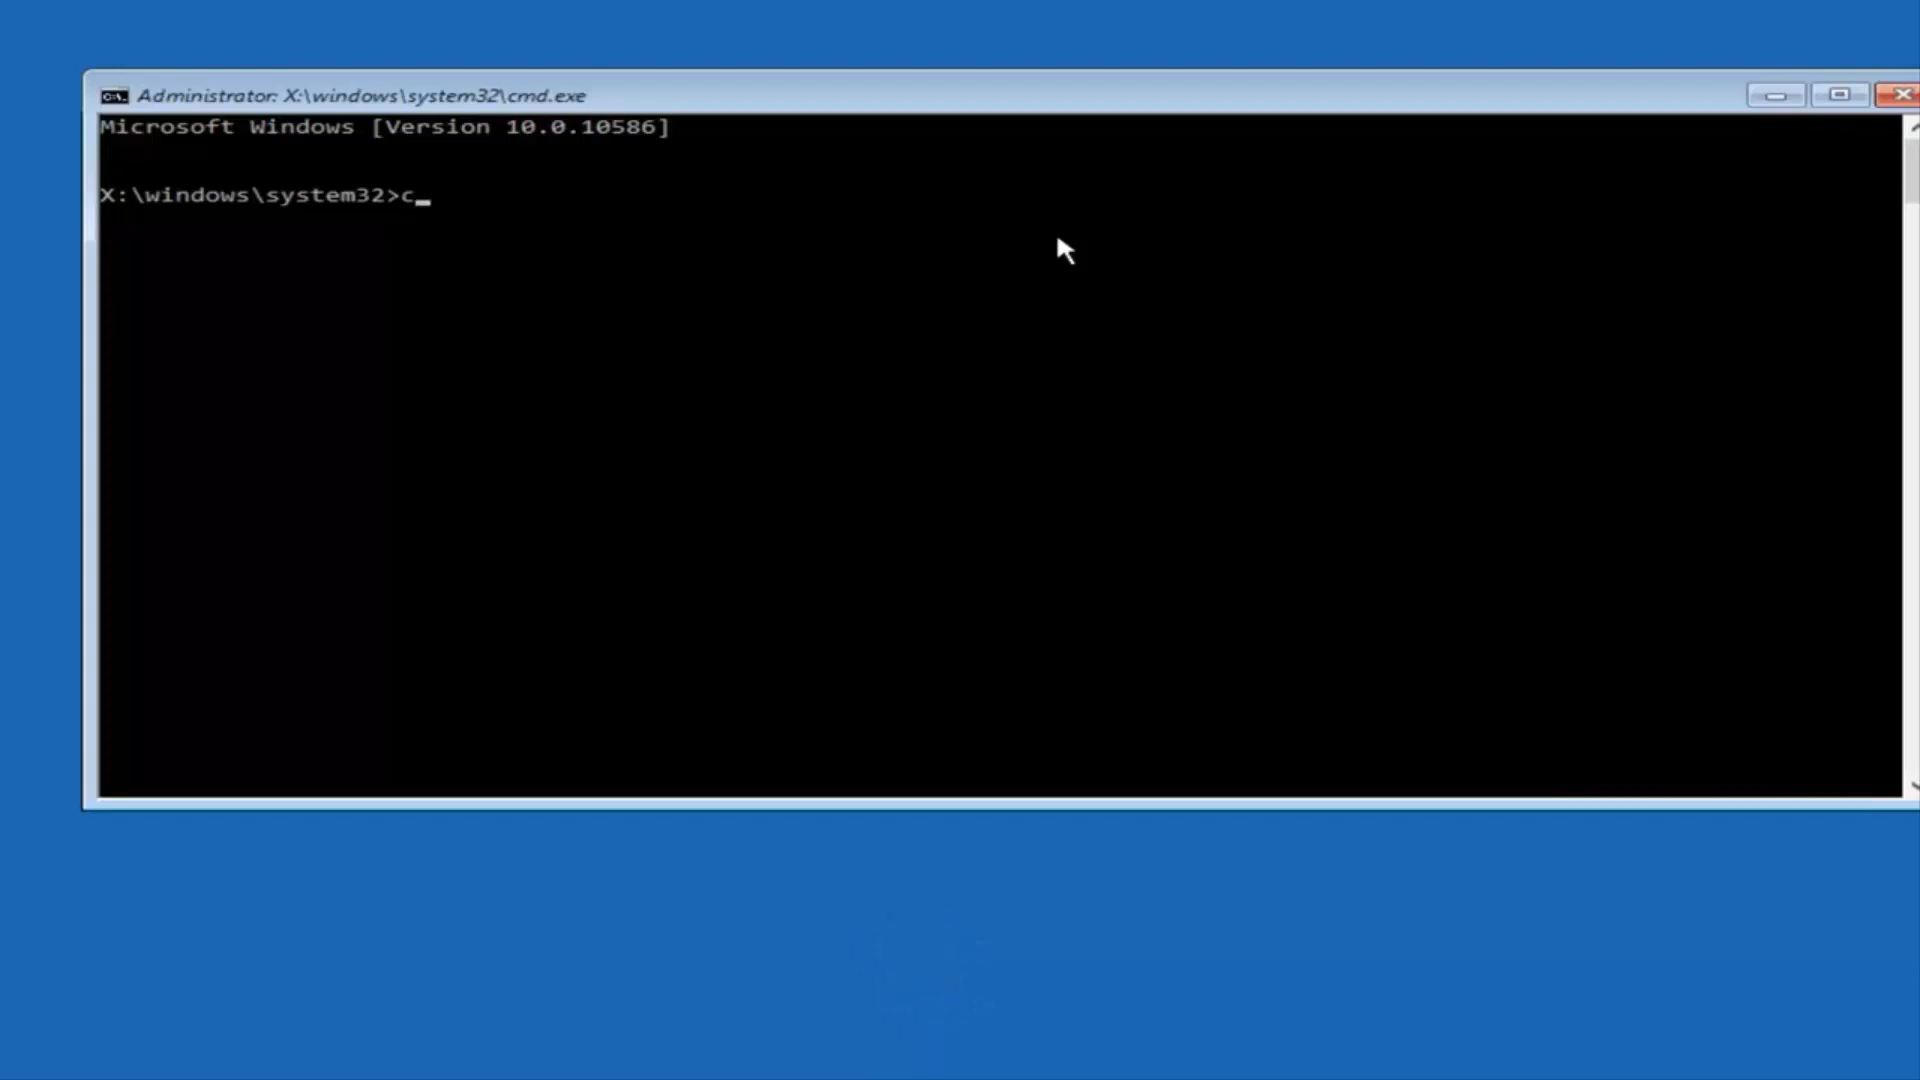 Administrator: X:\windows\system32\cmd.exe
Microsoft Windows [Version 10.0.10586]
X:\windows\system32>c_